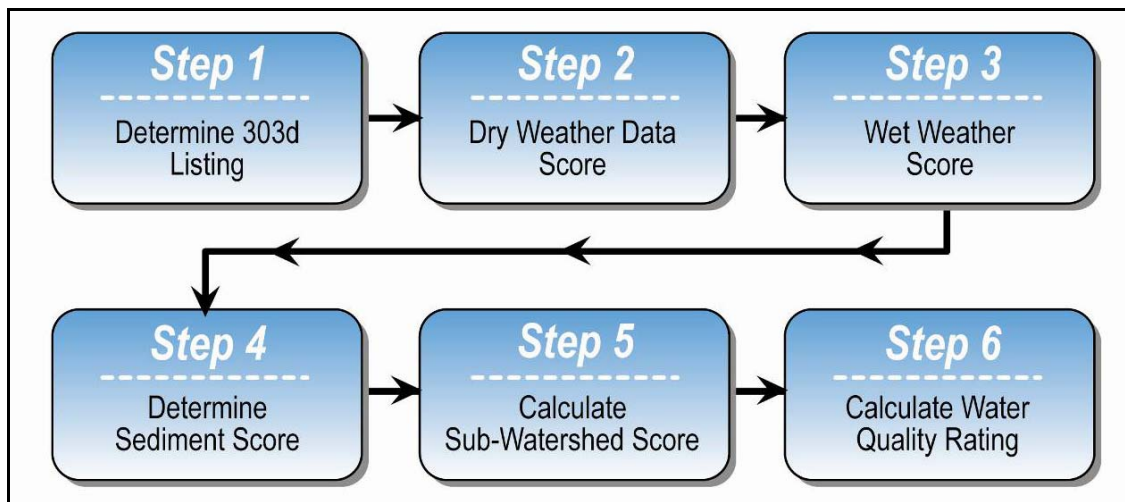 Step 1
Determine 303d
Listing
Step 2
Dry Weather Data
Score
Step 3
Wet Weather
Score
Step 4
Determine
Sediment Score
Step 5
Calculate
Sub-Watershed Score
Step 6
Calculate Water
Quality Rating